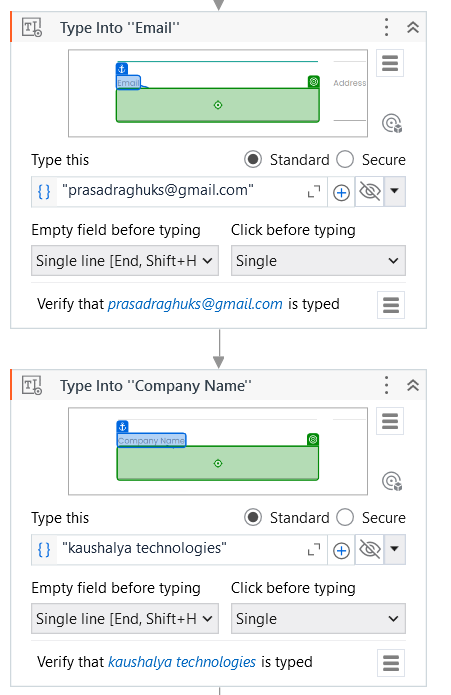 Type Into "Email"
Email
Address
Type this Standard Secure
{} "prasadraghuks@gmail.com"
Empty field before typing Click before typing
Single line [End, Shift+H Single
Verify that prasadraghuks@gmail.com is typed
Type Into "Company Name"
Company Name
Type this Standard Secure
{} "kaushalya technologies"
Empty field before typing Click before typing
Single line [End, Shift+H Single
Verify that kaushalya technologies is typed